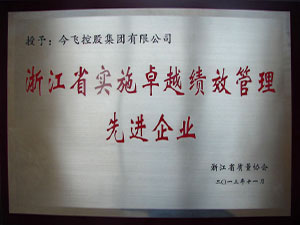 授予：今飞控股集团有限公司
浙江省实施卓越绩效管理
先进企业
浙江省质量协会
二〇一三年十一月